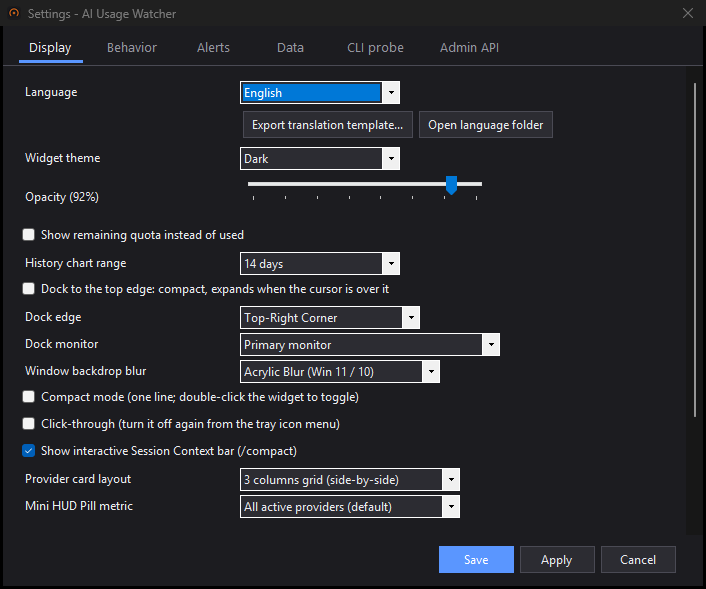 Settings - AI Usage Watcher
Display Behavior Alerts Data CLI probe Admin API
Language English
Export translation template... Open language folder
Widget theme Dark
Opacity (92%)
Show remaining quota instead of used
History chart range 14 days
Dock to the top edge: compact, expands when the cursor is over it
Dock edge Top-Right Corner
Dock monitor Primary monitor
Window backdrop blur Acrylic Blur (Win 11 / 10)
Compact mode (one line; double-click the widget to toggle)
Click-through (turn it off again from the tray icon menu)
Show interactive Session Context bar (/compact)
Provider card layout 3 columns grid (side-by-side)
Mini HUD Pill metric All active providers (default)
Save Apply Cancel